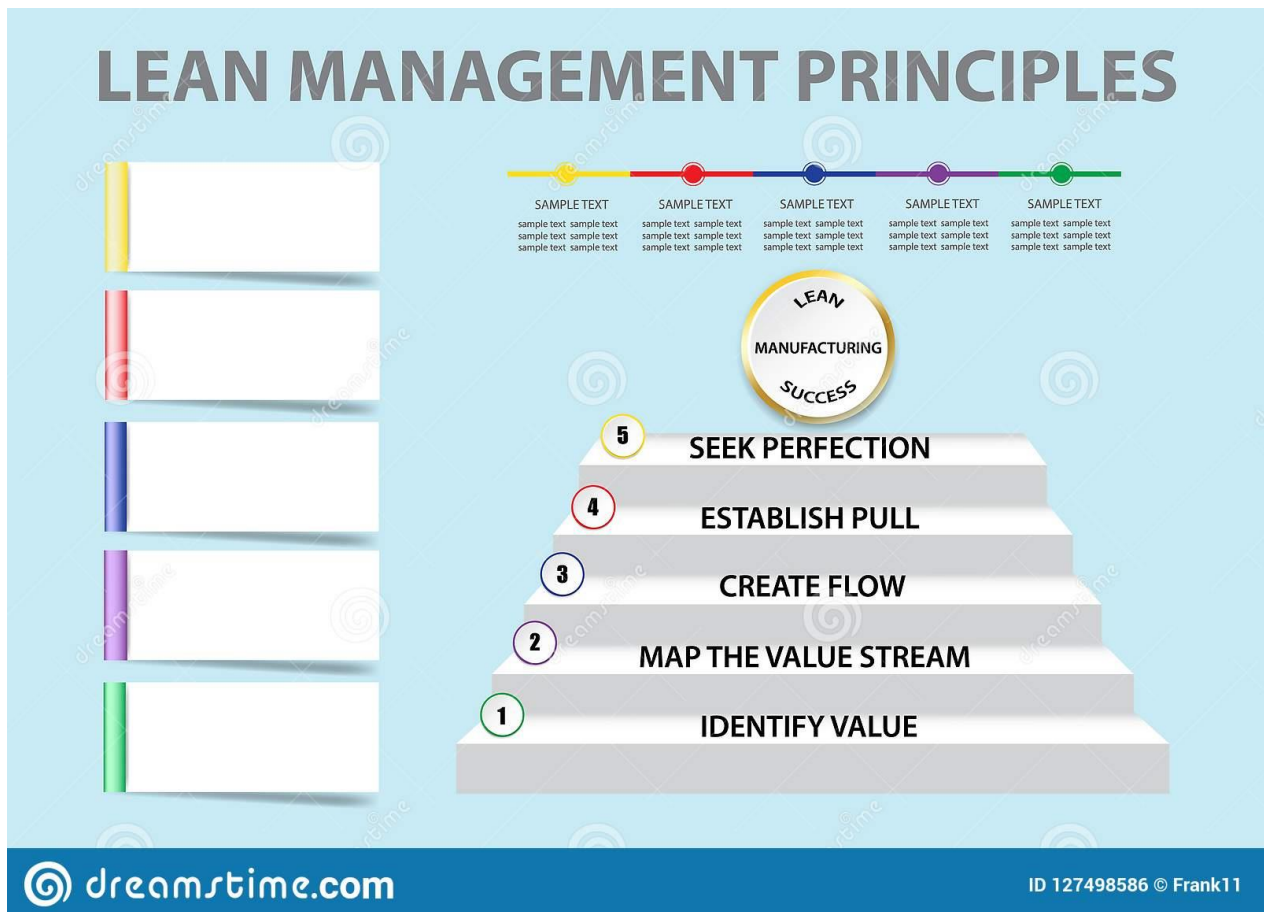 LEAN MANAGEMENT PRINCIPLES
SAMPLE TEXT
sample text sample text
sample text sample text
sample text sample text
SAMPLE TEXT
sample text sample text
sample text sample text
sample text sample text
SAMPLE TEXT
sample text sample text
sample text sample text
sample text sample text
SAMPLE TEXT
sample text sample text
sample text sample text
sample text sample text
SAMPLE TEXT
sample text sample text
sample text sample text
sample text sample text
LEAN
MANUFACTURING
SUCCESS
5 SEEK PERFECTION
4 ESTABLISH PULL
3 CREATE FLOW
2 MAP THE VALUE STREAM
1 IDENTIFY VALUE
dreamstime.com
ID 127498586 © Frank11